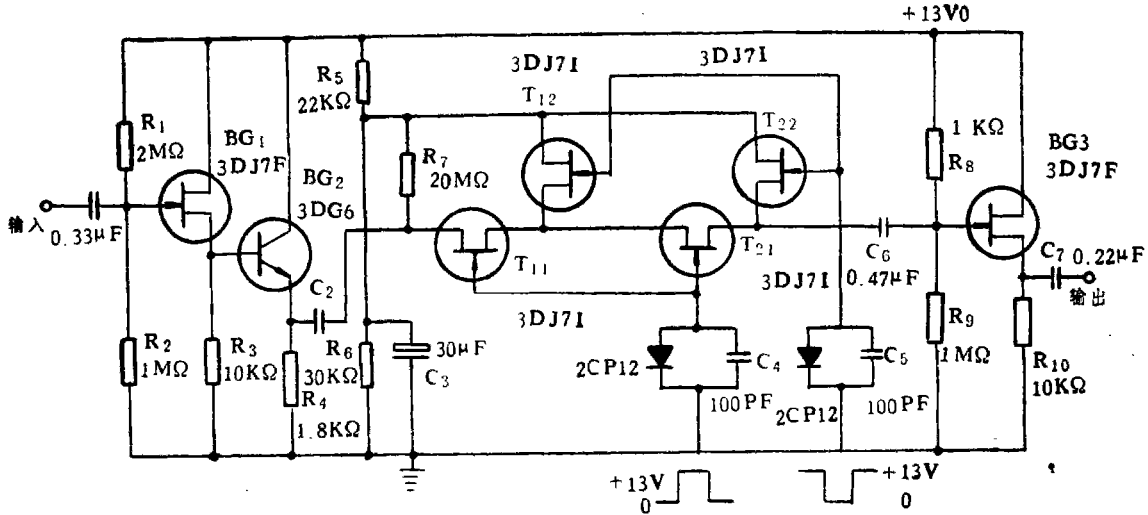 +13V0
R5
22KΩ
3DJ7I
3DJ7I
T12
T22
R1
2MΩ
BG1
3DJ7F
R7
20MΩ
1KΩ
R8
BG3
3DJ7F
BG2
3DG6
输入
0.33μF
T11
T21
C6
0.47μF
C7
0.22μF
输出
C2
3DJ7I
3DJ7I
R2
1MΩ
R3
10KΩ
R6
30KΩ
30μF
C3
R4
1.8KΩ
2CP12
C4
100PF
2CP12
C5
100PF
R9
1MΩ
R10
10KΩ
+13V
0
+13V
0